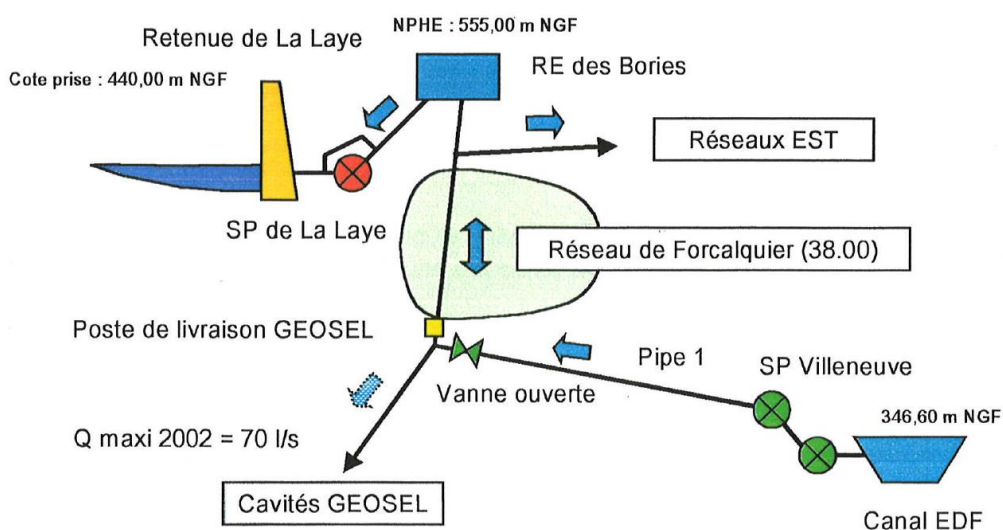 NPHE : 555,00 m NGF
Retenue de La Laye
RE des Bories
Cote prise : 440,00 m NGF
Réseaux EST
SP de La Laye
Réseau de Forcalquier (38.00)
Poste de livraison GEOSEL
Pipe 1
SP Villeneuve
Vanne ouverte
346,60 m NGF
Q maxi 2002 = 70 l/s
Cavités GEOSEL
Canal EDF